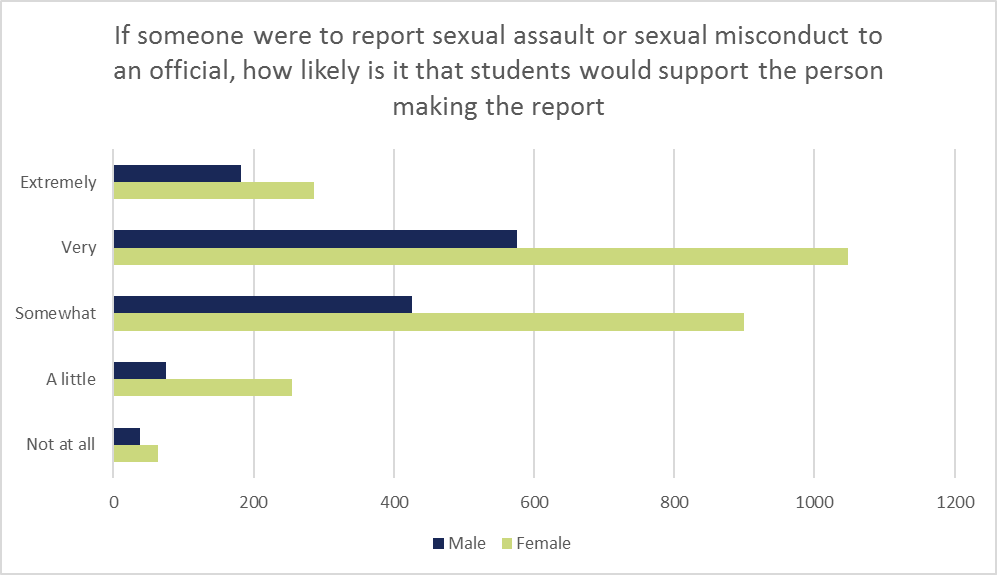 If someone were to report sexual assault or sexual misconduct to
an official, how likely is it that students would support the person
making the report
Extremely
Very
Somewhat
A little
Not at all
0 200 400 600 800 1000 1200
Male Female